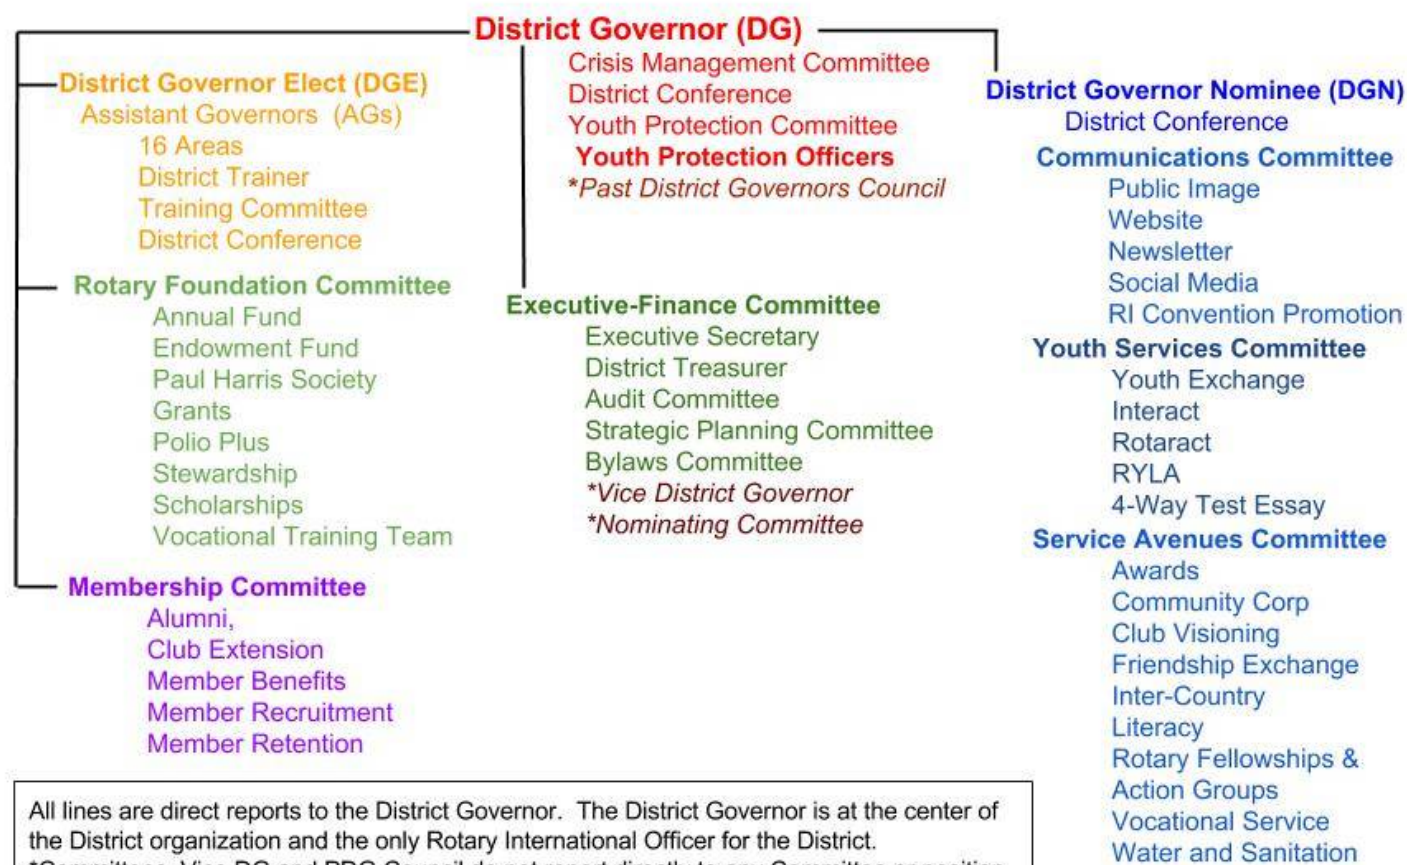 District Governor (DG)
Crisis Management Committee
District Conference
Youth Protection Committee
Youth Protection Officers
*Past District Governors Council
District Governor Elect (DGE)
Assistant Governors (AGs)
16 Areas
District Trainer
Training Committee
District Conference
Rotary Foundation Committee
Annual Fund
Endowment Fund
Paul Harris Society
Grants
Polio Plus
Stewardship
Scholarships
Vocational Training Team
Membership Committee
Alumni,
Club Extension
Member Benefits
Member Recruitment
Member Retention
Executive-Finance Committee
Executive Secretary
District Treasurer
Audit Committee
Strategic Planning Committee
Bylaws Committee
*Vice District Governor
*Nominating Committee
District Governor Nominee (DGN)
District Conference
Communications Committee
Public Image
Website
Newsletter
Social Media
RI Convention Promotion
Youth Services Committee
Youth Exchange
Interact
Rotaract
RYLA
4-Way Test Essay
Service Avenues Committee
Awards
Community Corp
Club Visioning
Friendship Exchange
Inter-Country
Literacy
Rotary Fellowships &
Action Groups
Vocational Service
Water and Sanitation
All lines are direct reports to the District Governor. The District Governor is at the center of
the District organization and the only Rotary International Officer for the District.